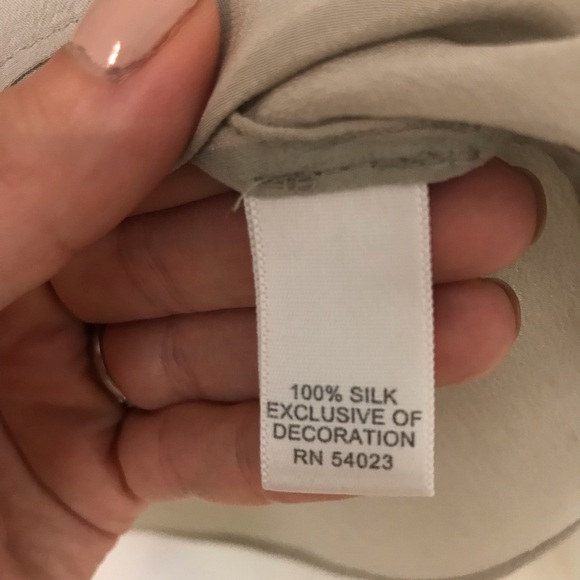 100% SILK
EXCLUSIVE OF
DECORATION
RN 54023